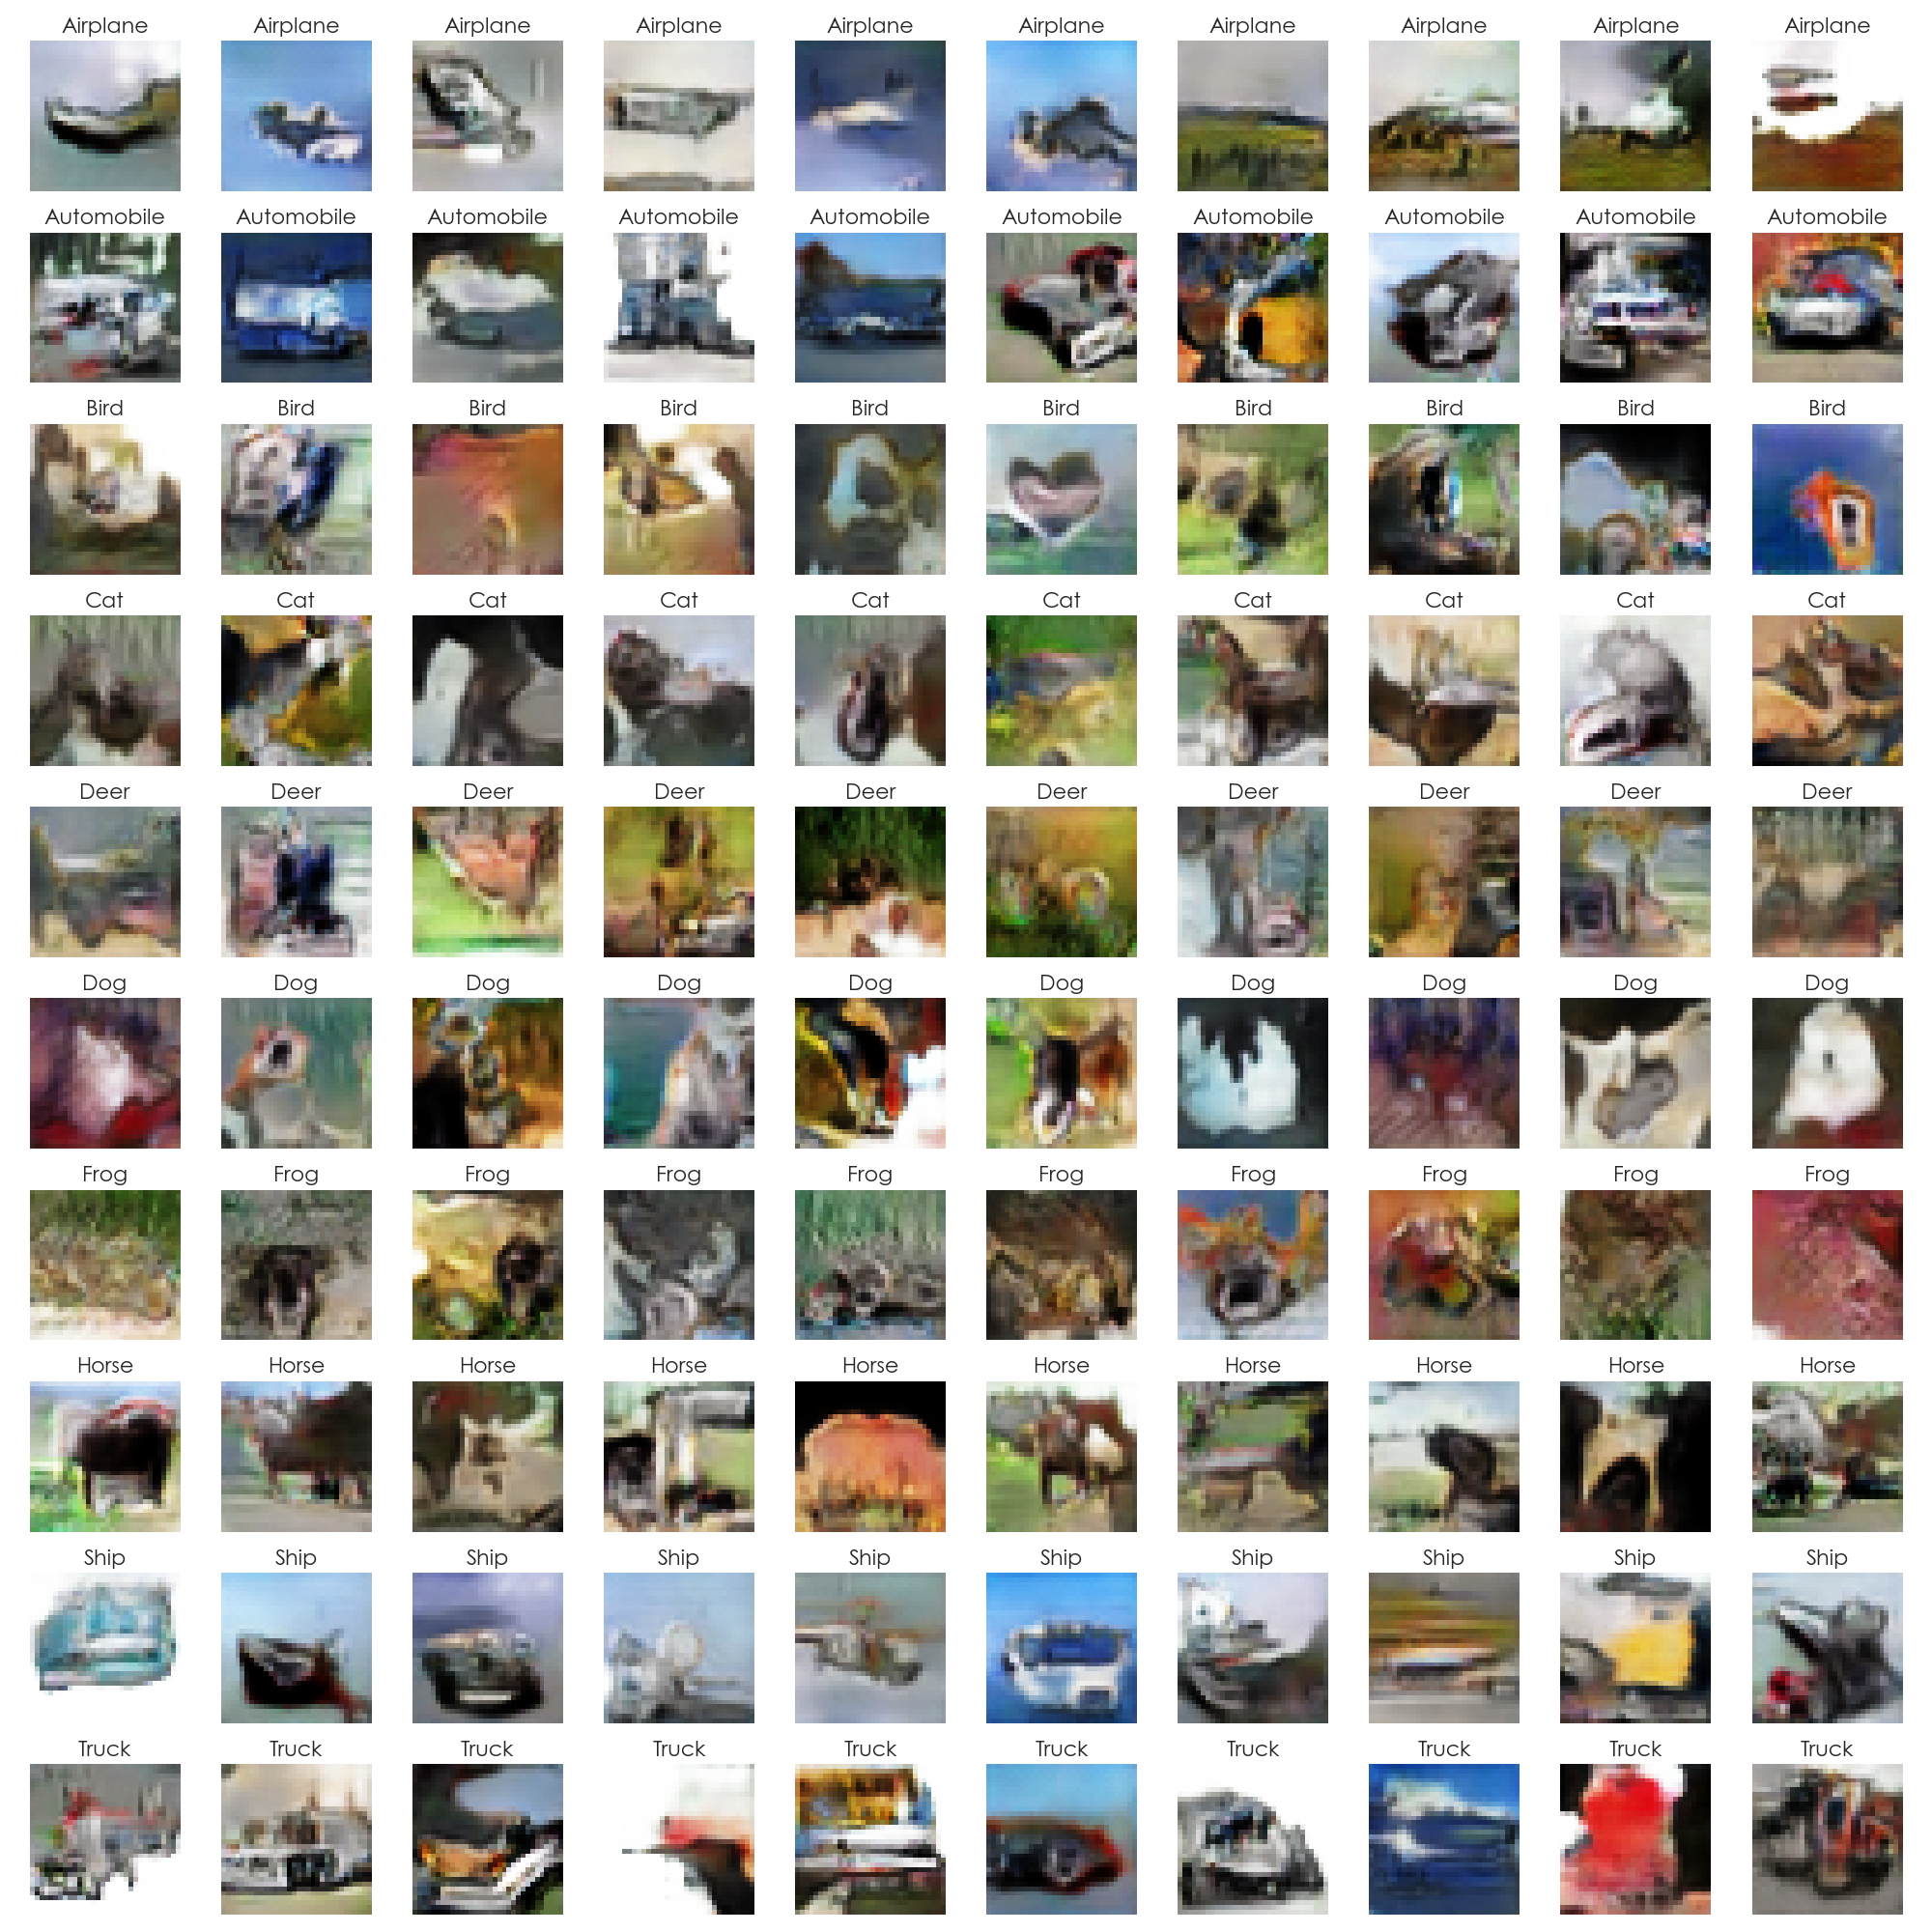 Airplane Airplane Airplane Airplane Airplane Airplane Airplane Airplane Airplane Airplane
Automobile Automobile Automobile Automobile Automobile Automobile Automobile Automobile Automobile Automobile
Bird Bird Bird Bird Bird Bird Bird Bird Bird Bird
Cat Cat Cat Cat Cat Cat Cat Cat Cat Cat
Deer Deer Deer Deer Deer Deer Deer Deer Deer Deer
Dog Dog Dog Dog Dog Dog Dog Dog Dog Dog
Frog Frog Frog Frog Frog Frog Frog Frog Frog Frog
Horse Horse Horse Horse Horse Horse Horse Horse Horse Horse
Ship Ship Ship Ship Ship Ship Ship Ship Ship Ship
Truck Truck Truck Truck Truck Truck Truck Truck Truck Truck